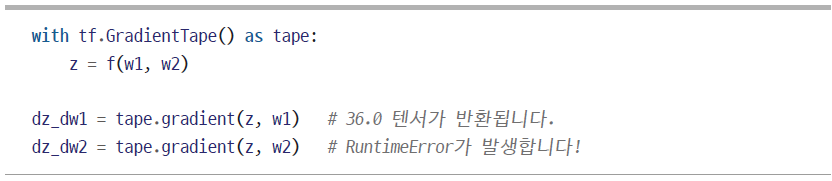 with tf.GradientTape() as tape:
    z = f(w1, w2)

dz_dw1 = tape.gradient(z, w1)   # 36.0 텐서가 반환됩니다.
dz_dw2 = tape.gradient(z, w2)   # RuntimeError가 발생합니다!